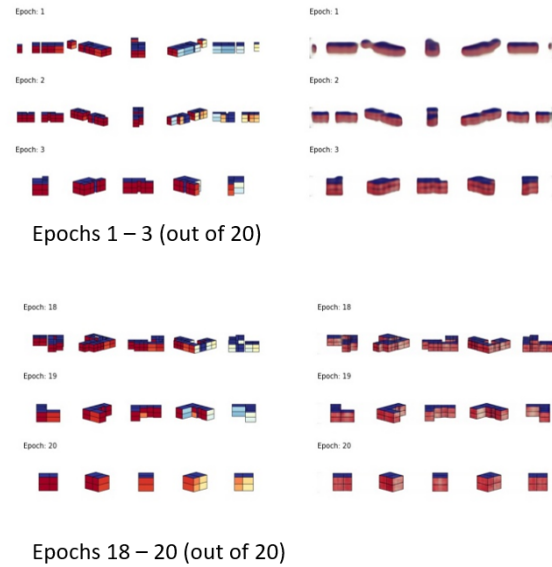 Epoch: 1
Epoch: 1
Epoch: 2
Epoch: 2
Epoch: 3
Epoch: 3
Epochs 1 – 3 (out of 20)
Epoch: 18
Epoch: 18
Epoch: 19
Epoch: 19
Epoch: 20
Epoch: 20
Epochs 18 – 20 (out of 20)